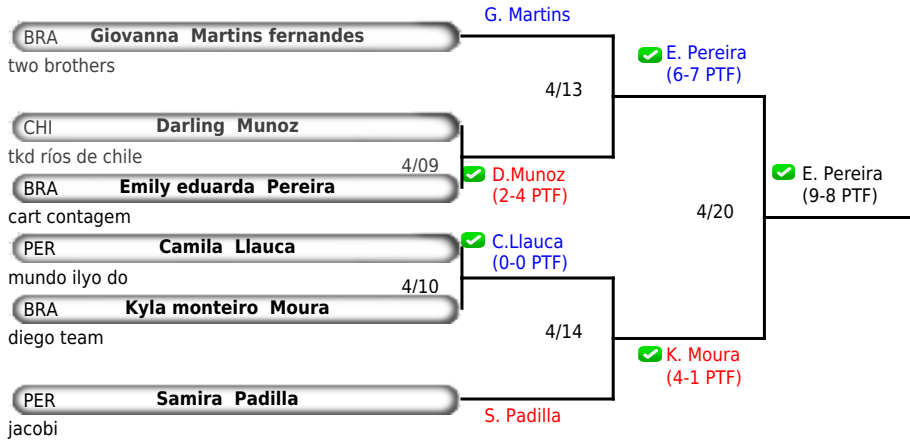 G. Martins
BRA Giovanna Martins fernandes
two brothers
E. Pereira
(6-7 PTF)
4/13
CHI Darling Munoz
tkd ríos de chile
4/09
D.Munoz
(2-4 PTF)
BRA Emily eduarda Pereira
cart contagem
E. Pereira
(9-8 PTF)
4/20
PER Camila Llauca
mundo ilyo do
C.Llauca
(0-0 PTF)
4/10
BRA Kyla monteiro Moura
diego team
4/14
K. Moura
(4-1 PTF)
PER Samira Padilla
jacobi
S. Padilla